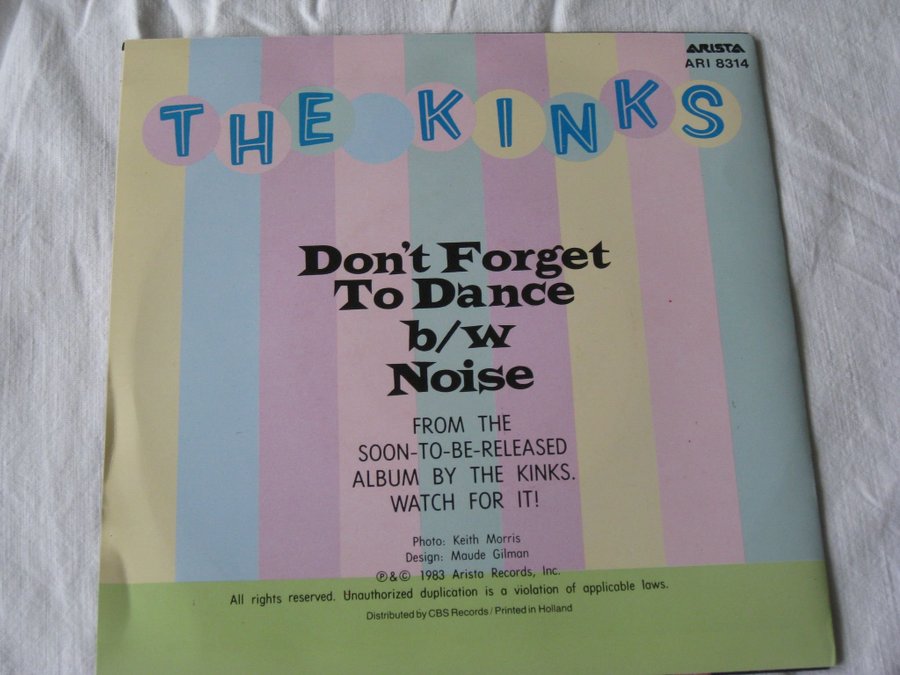 ARISTA
ARI 8314
THE KINKS
Don't Forget
To Dance
b/w
Noise
FROM THE
SOON-TO-BE-RELEASED
ALBUM BY THE KINKS.
WATCH FOR IT!
Photo: Keith Morris
Design: Maude Gilman
℗&© 1983 Arista Records, Inc.
All rights reserved. Unauthorized duplication is a violation of applicable laws.
Distributed by CBS Records / Printed in Holland